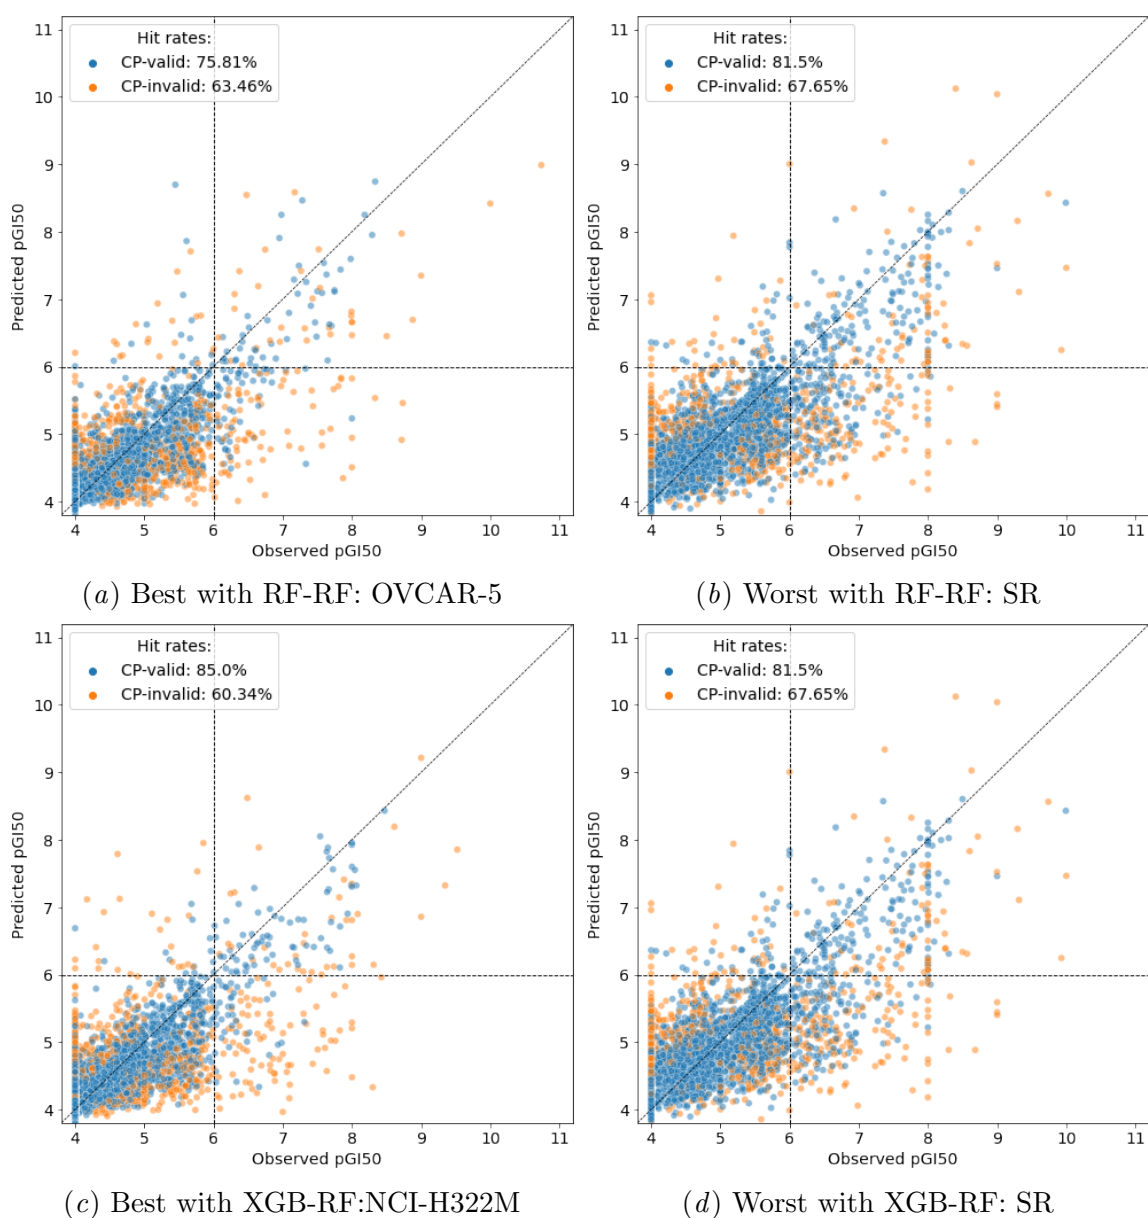 Hit rates:
CP-valid: 75.81%
CP-invalid: 63.46%
11
10
9
8
7
6
5
4
Predicted pGI50
4 5 6 7 8 9 10 11
Observed pGI50
(a) Best with RF-RF: OVCAR-5
Hit rates:
CP-valid: 81.5%
CP-invalid: 67.65%
11
10
9
8
7
6
5
4
Predicted pGI50
4 5 6 7 8 9 10 11
Observed pGI50
(b) Worst with RF-RF: SR
Hit rates:
CP-valid: 85.0%
CP-invalid: 60.34%
11
10
9
8
7
6
5
4
Predicted pGI50
4 5 6 7 8 9 10 11
Observed pGI50
(c) Best with XGB-RF:NCI-H322M
Hit rates:
CP-valid: 81.5%
CP-invalid: 67.65%
11
10
9
8
7
6
5
4
Predicted pGI50
4 5 6 7 8 9 10 11
Observed pGI50
(d) Worst with XGB-RF: SR